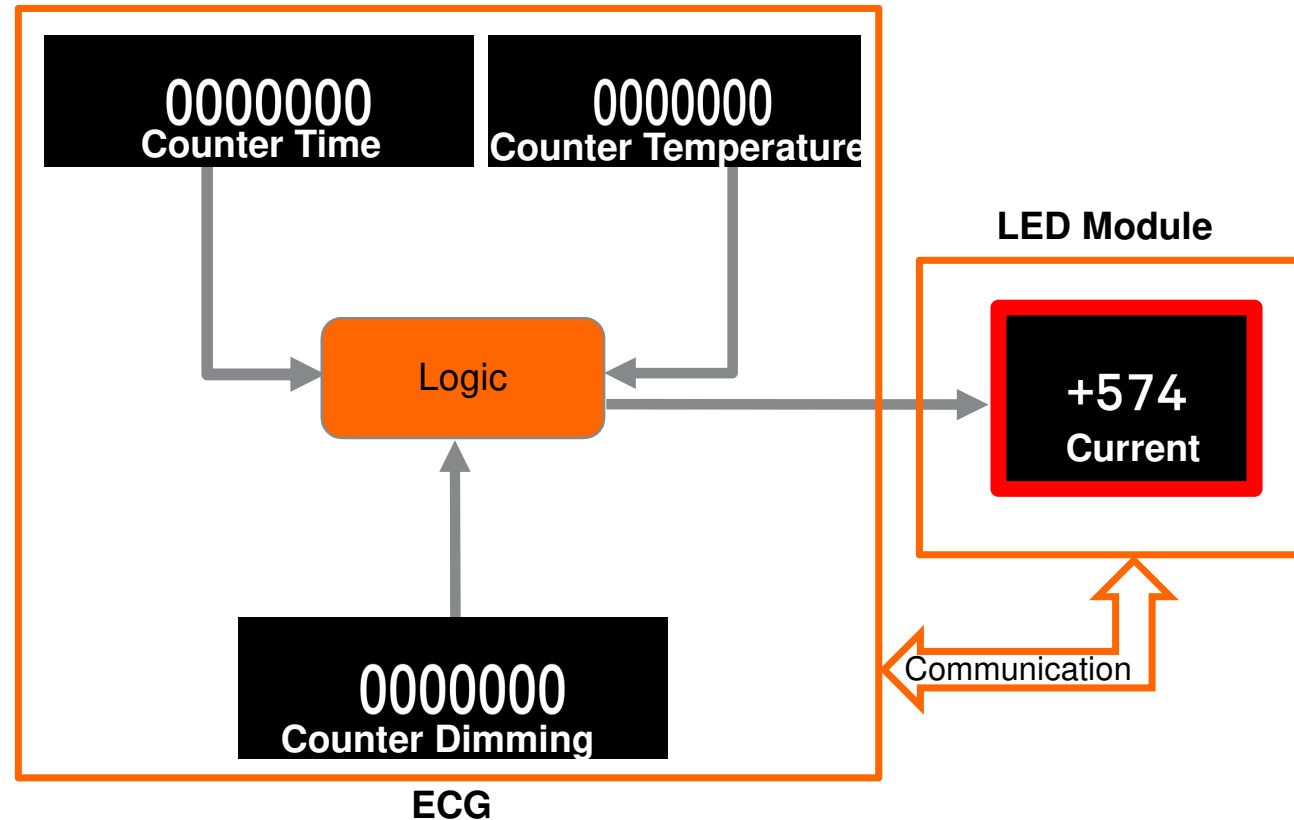 0000000
Counter Time
0000000
Counter Temperature
LED Module
Logic
+574
Current
Communication
0000000
Counter Dimming
ECG